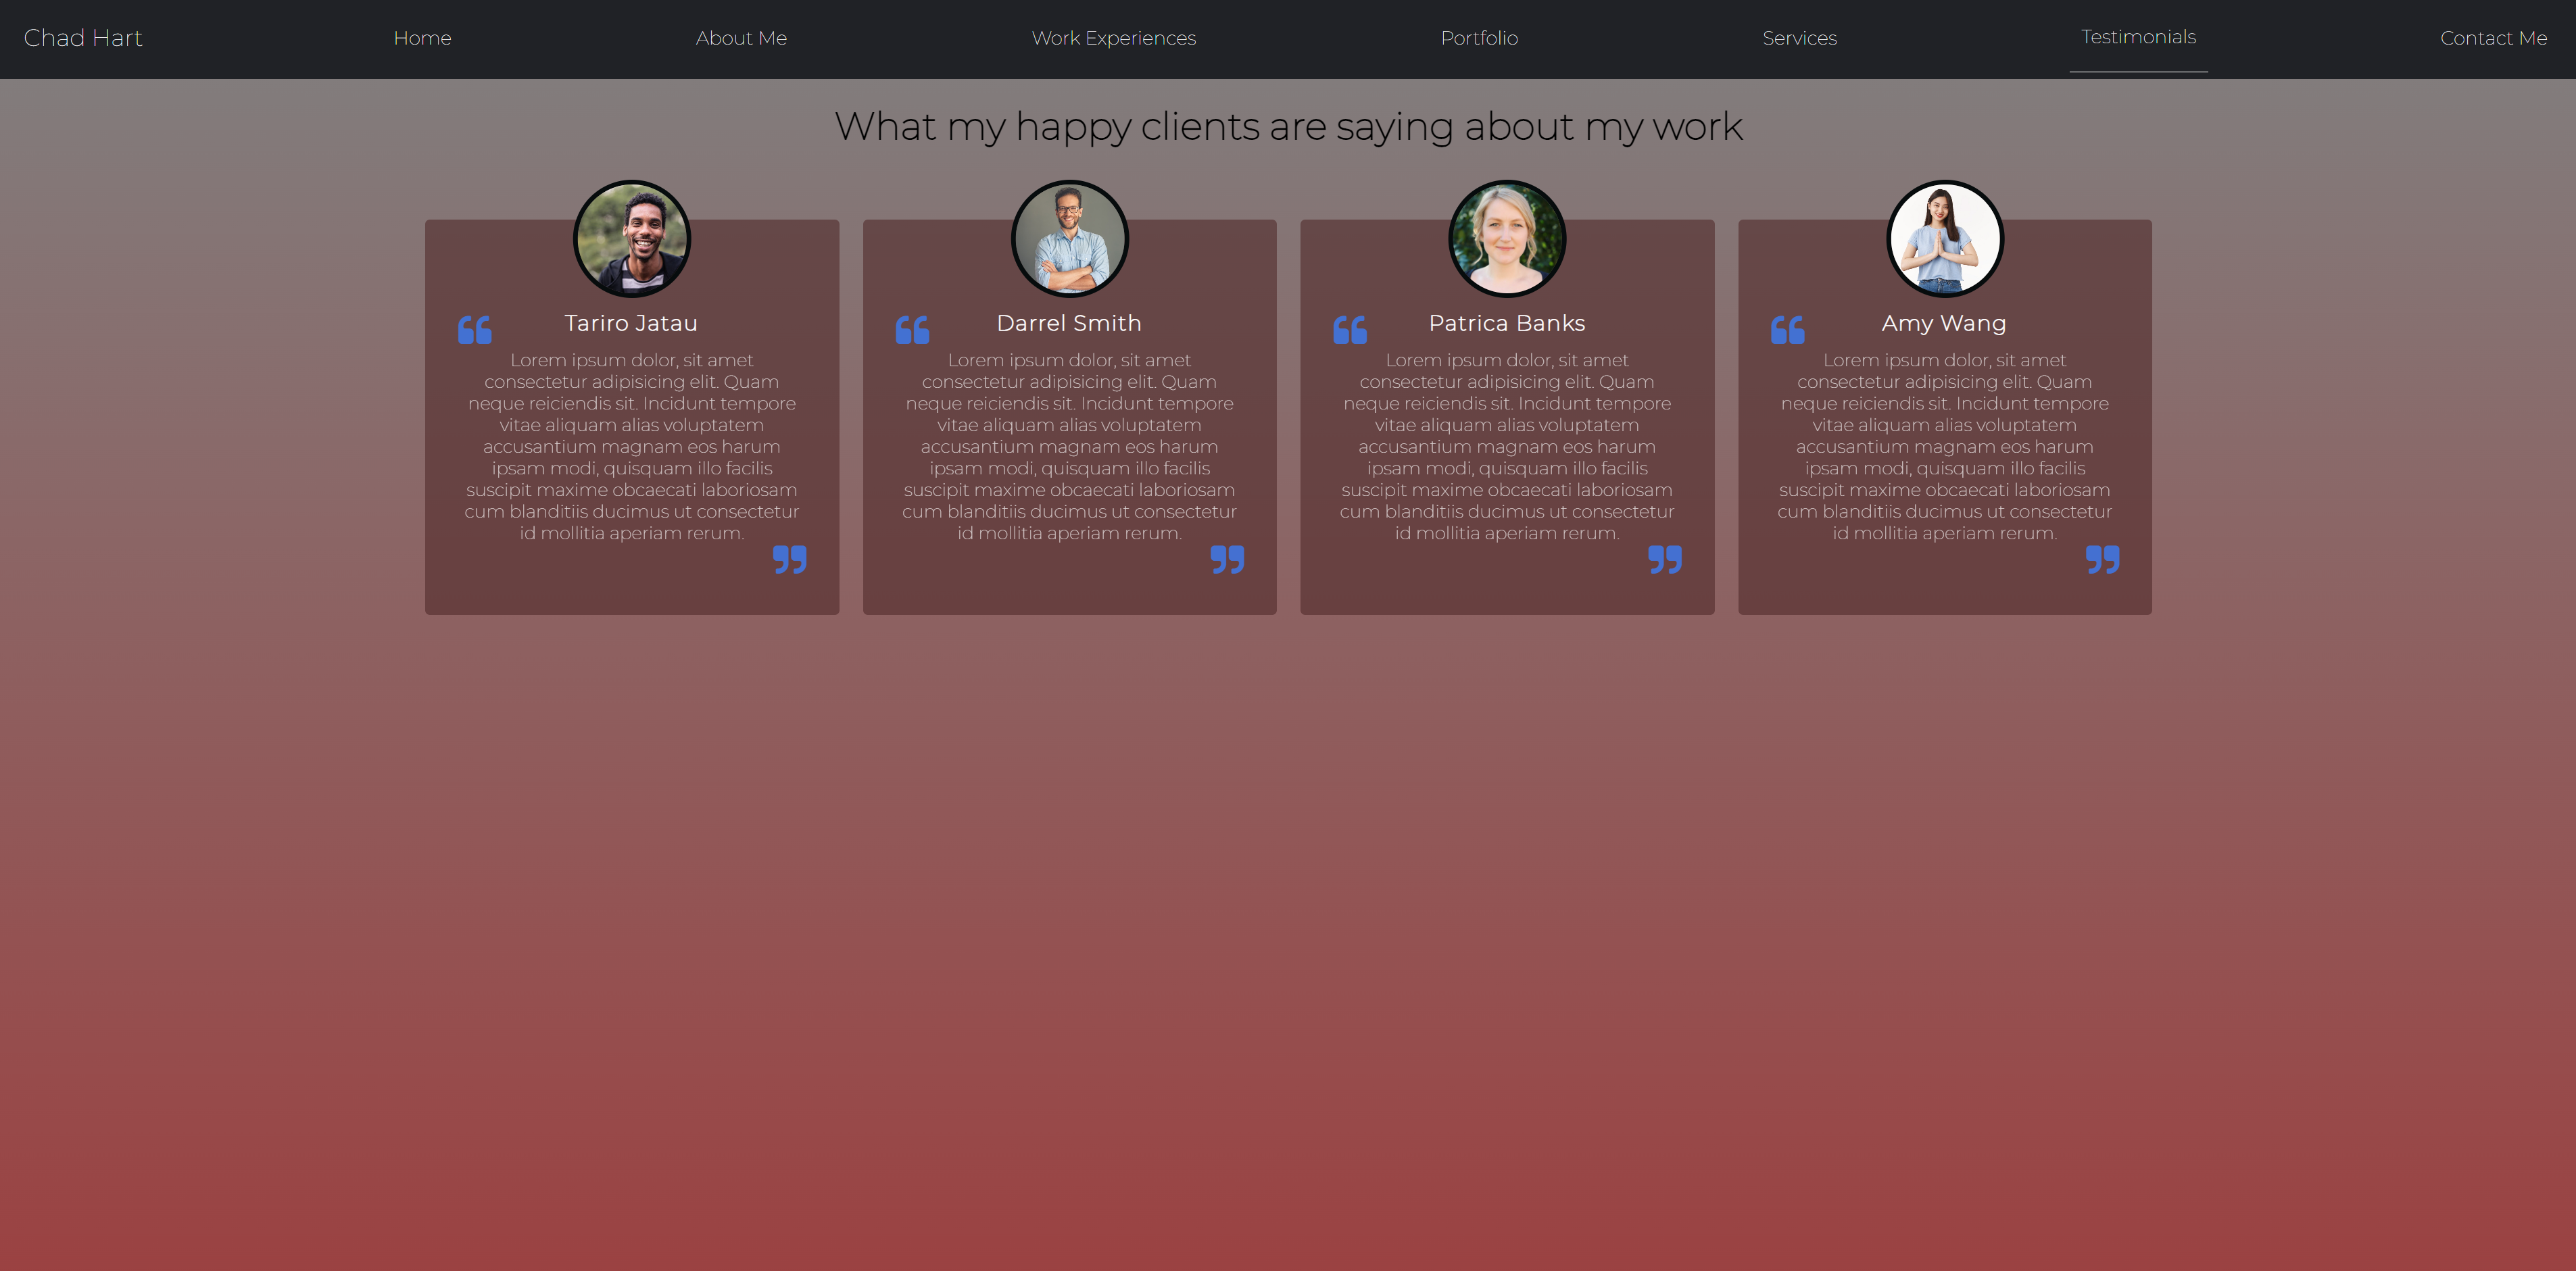 Chad Hart
Home
About Me
Work Experiences
Portfolio
Services
Testimonials
Contact Me
What my happy clients are saying about my work
Tariro Jatau
Lorem ipsum dolor, sit amet
consectetur adipisicing elit. Quam
neque reiciendis sit. Incidunt tempore
vitae aliquam alias voluptatem
accusantium magnam eos harum
ipsam modi, quisquam illo facilis
suscipit maxime obcaecati laboriosam
cum blanditiis ducimus ut consectetur
id mollitia aperiam rerum.
Darrel Smith
Lorem ipsum dolor, sit amet
consectetur adipisicing elit. Quam
neque reiciendis sit. Incidunt tempore
vitae aliquam alias voluptatem
accusantium magnam eos harum
ipsam modi, quisquam illo facilis
suscipit maxime obcaecati laboriosam
cum blanditiis ducimus ut consectetur
id mollitia aperiam rerum.
Patrica Banks
Lorem ipsum dolor, sit amet
consectetur adipisicing elit. Quam
neque reiciendis sit. Incidunt tempore
vitae aliquam alias voluptatem
accusantium magnam eos harum
ipsam modi, quisquam illo facilis
suscipit maxime obcaecati laboriosam
cum blanditiis ducimus ut consectetur
id mollitia aperiam rerum.
Amy Wang
Lorem ipsum dolor, sit amet
consectetur adipisicing elit. Quam
neque reiciendis sit. Incidunt tempore
vitae aliquam alias voluptatem
accusantium magnam eos harum
ipsam modi, quisquam illo facilis
suscipit maxime obcaecati laboriosam
cum blanditiis ducimus ut consectetur
id mollitia aperiam rerum.